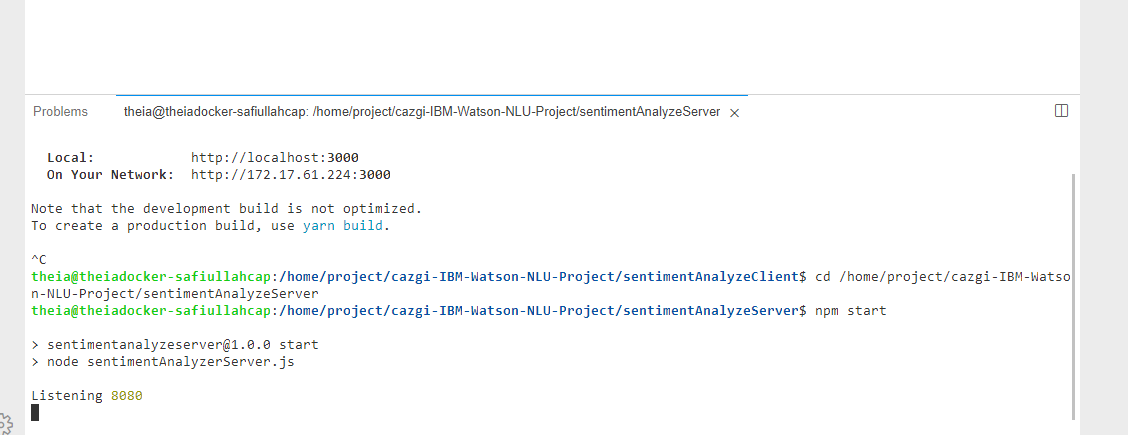 Problems theia@theiadocker-safiullahcap: /home/project/cazgi-IBM-Watson-NLU-Project/sentimentAnalyzeServer ×
Local: http://localhost:3000
On Your Network: http://172.17.61.224:3000
Note that the development build is not optimized.
To create a production build, use yarn build.
^C
theia@theiadocker-safiullahcap:/home/project/cazgi-IBM-Watson-NLU-Project/sentimentAnalyzeClient$ cd /home/project/cazgi-IBM-Watso
n-NLU-Project/sentimentAnalyzeServer
theia@theiadocker-safiullahcap:/home/project/cazgi-IBM-Watson-NLU-Project/sentimentAnalyzeServer$ npm start
> sentimentanalyzeserver@1.0.0 start
> node sentimentAnalyzerServer.js
Listening 8080